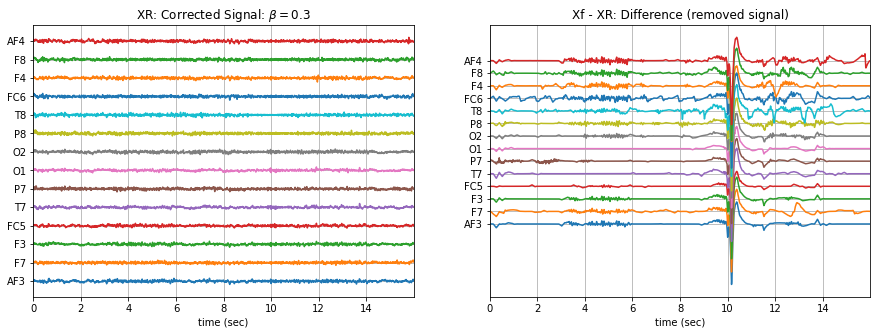 XR: Corrected Signal: β = 0.3
AF4
F8
F4
FC6
T8
P8
O2
O1
P7
T7
FC5
F3
F7
AF3
0 2 4 6 8 10 12 14
time (sec)
Xf - XR: Difference (removed signal)
AF4
F8
F4
FC6
T8
P8
O2
O1
P7
T7
FC5
F3
F7
AF3
0 2 4 6 8 10 12 14
time (sec)